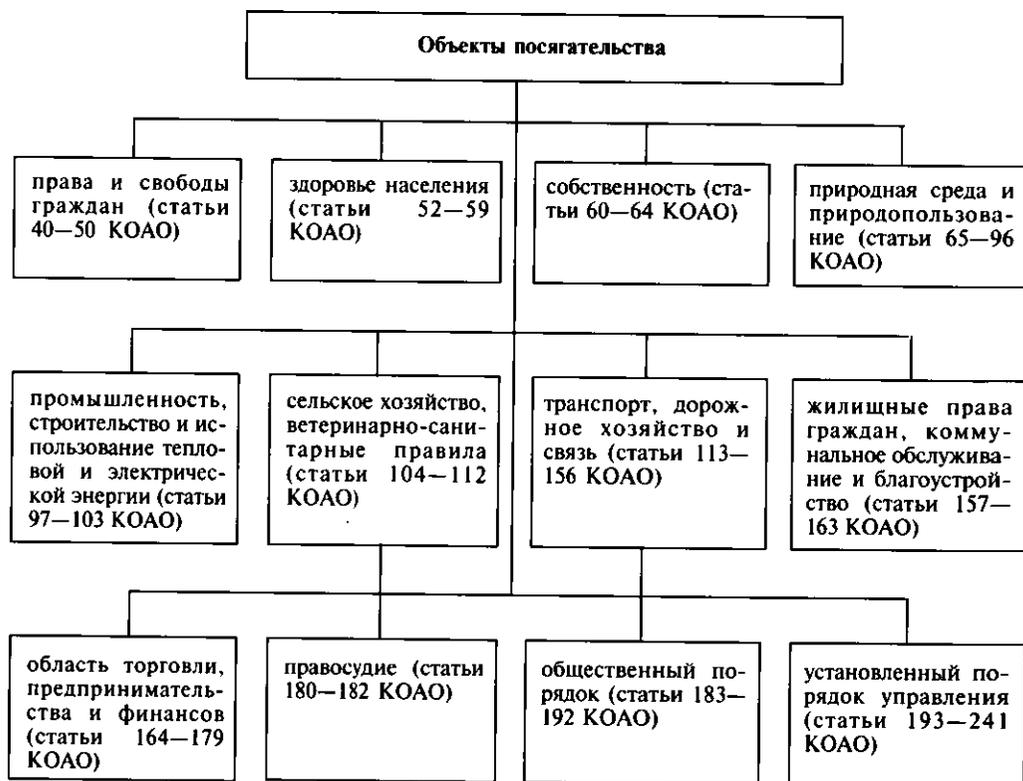 Объекты посягательства
права и свободы
граждан (статьи
40—50 КОАО)
здоровье населения
(статьи 52—59
КОАО)
собственность (ста-
тьи 60—64 КОАО)
природная среда и
природопользова-
ние (статьи 65—96
КОАО)
промышленность,
строительство и ис-
пользование тепло-
вой и электричес-
кой энергии (статьи
97—103 КОАО)
сельское хозяйство,
ветеринарно-сани-
тарные правила
(статьи 104—112
КОАО)
транспорт, дорож-
ное хозяйство и
связь (статьи 113—
156 КОАО)
жилищные права
граждан, комму-
нальное обслужива-
ние и благоустрой-
ство (статьи 157—
163 КОАО)
область торговли,
предприниматель-
ства и финансов
(статьи 164—179
КОАО)
правосудие (статьи
180—182 КОАО)
общественный по-
рядок (статьи 183—
192 КОАО)
установленный по-
рядок управления
(статьи 193—241
КОАО)